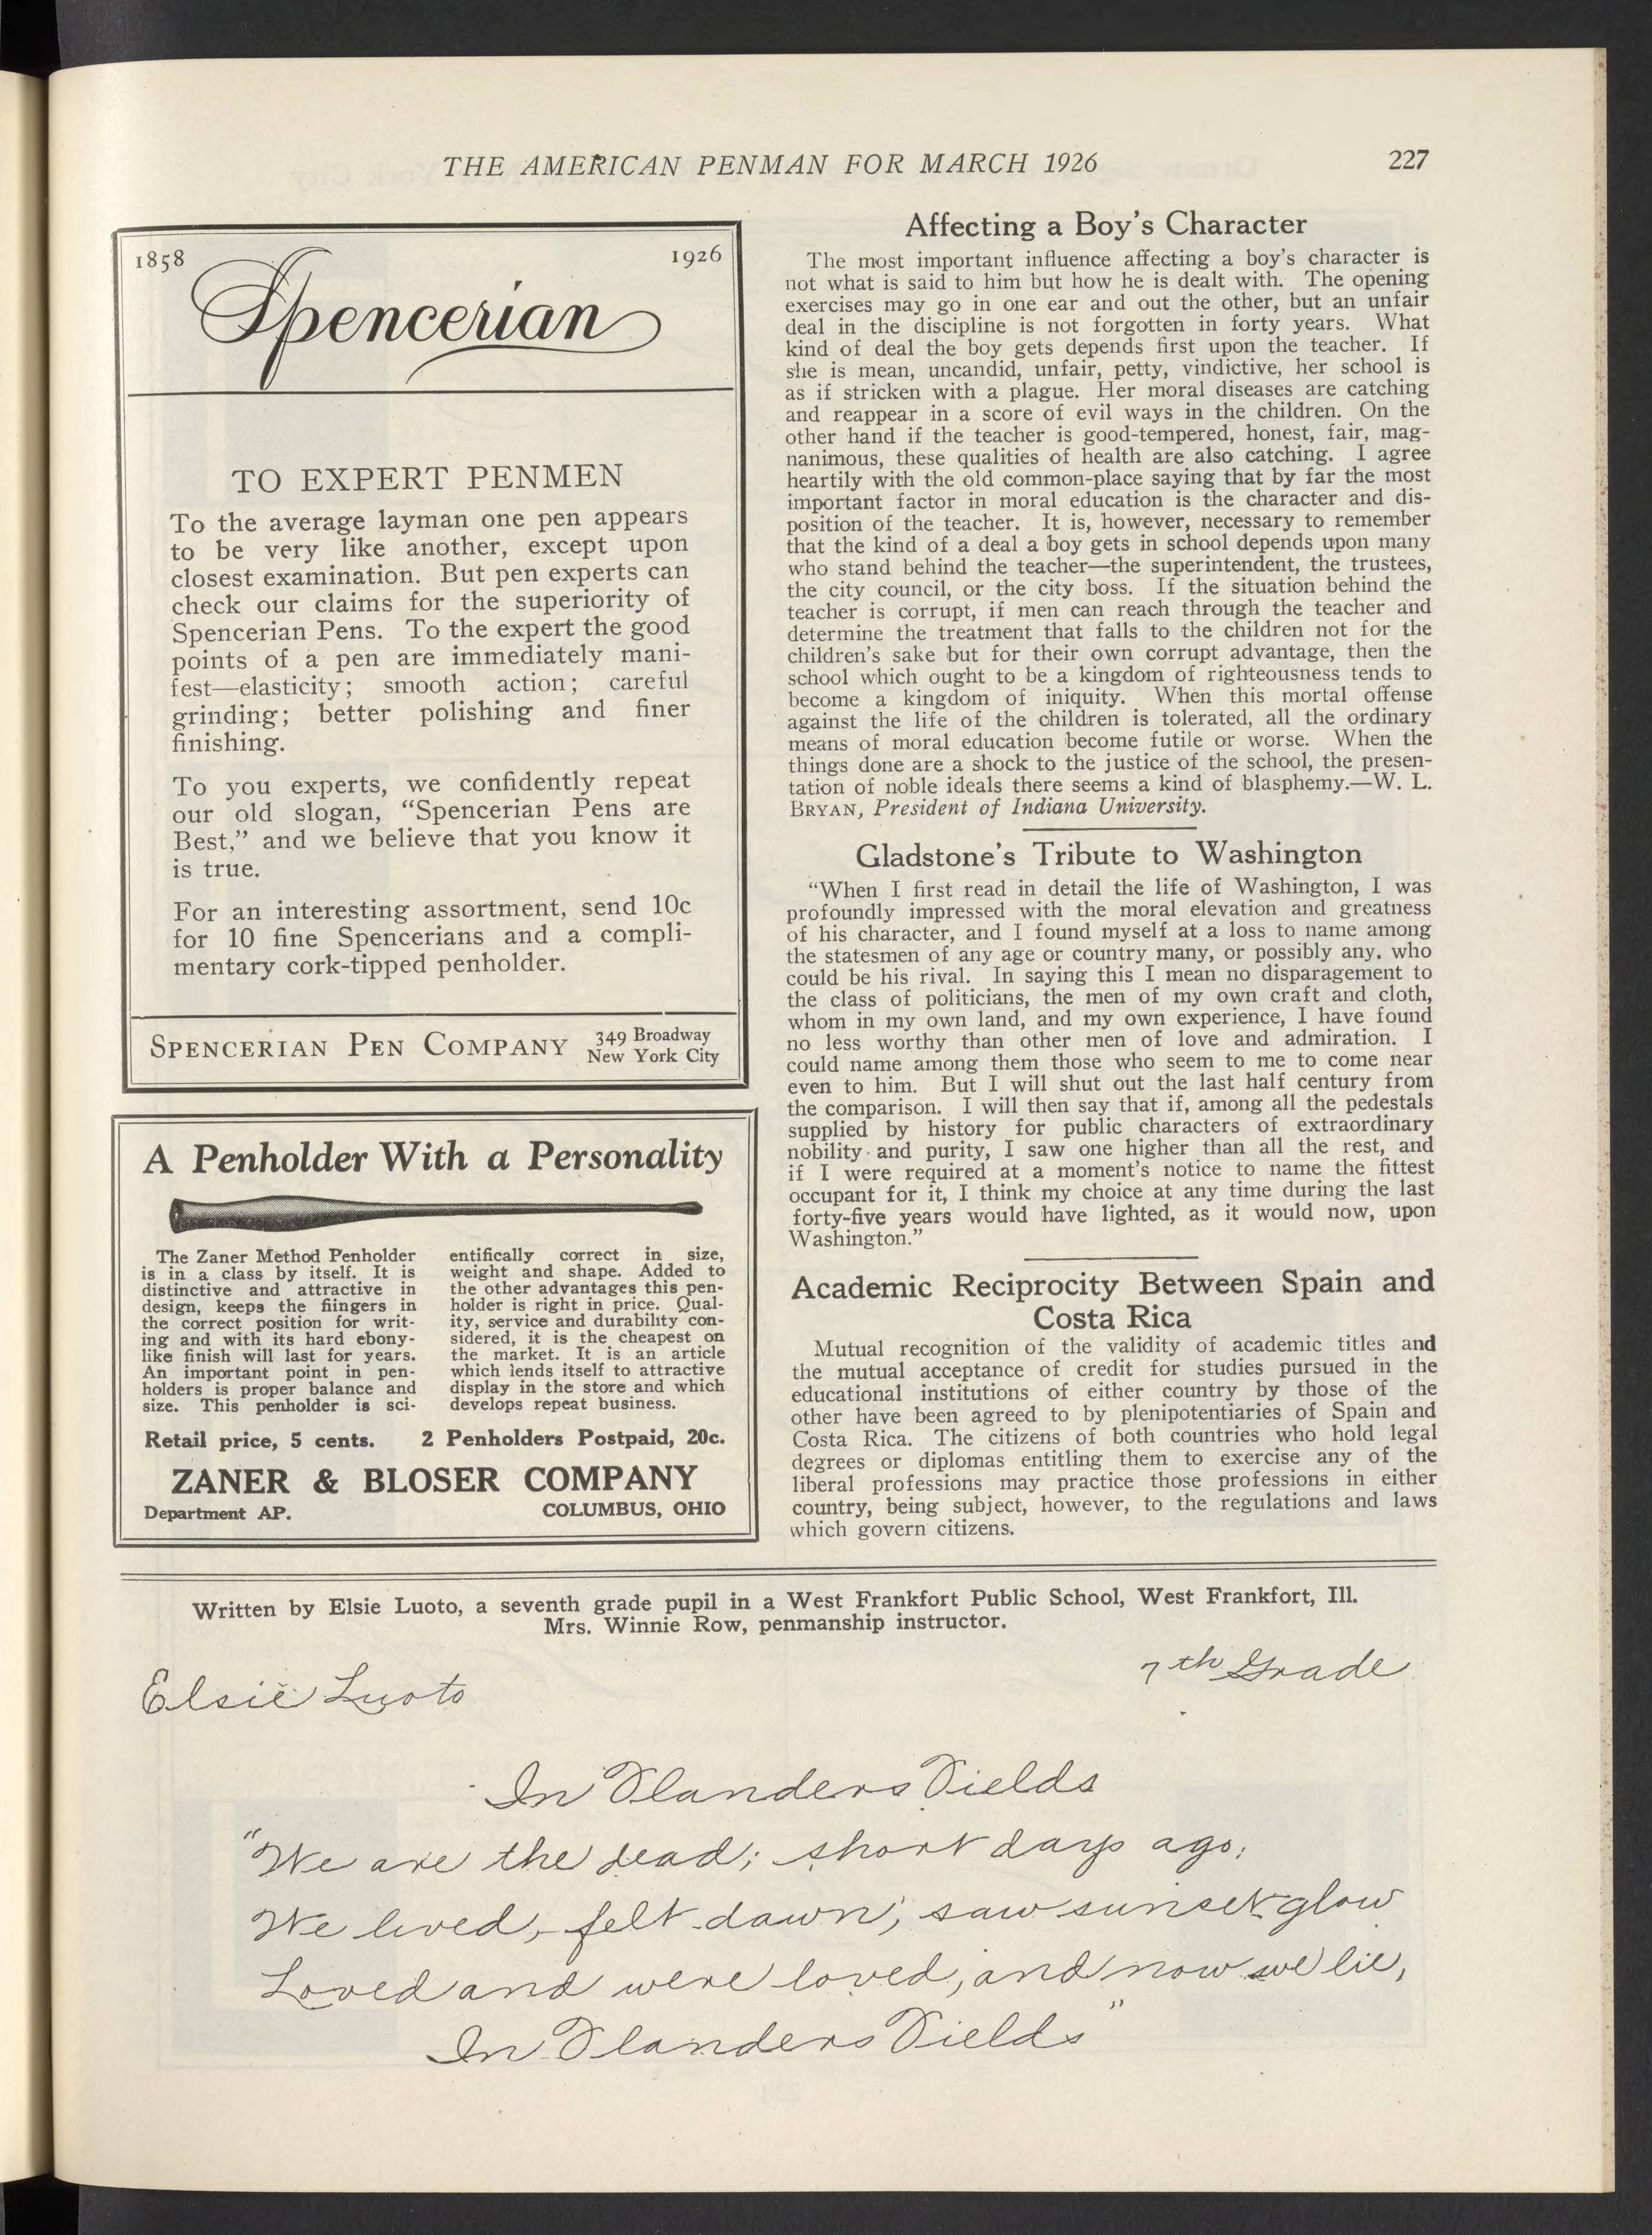 THE AMERICAN PENMAN FOR MARCH 1926
227
1858
1926
Spencerian
TO EXPERT PENMEN
To the average layman one pen appears
to be very like another, except upon
closest examination. But pen experts can
check our claims for the superiority of
Spencerian Pens. To the expert the good
points of a pen are immediately mani-
fest—elasticity; smooth action; careful
grinding; better polishing and finer
finishing.
To you experts, we confidently repeat
our old slogan, “Spencerian Pens are
Best,” and we believe that you know it
is true.
For an interesting assortment, send 10c
for 10 fine Spencerians and a compli-
mentary cork-tipped penholder.
SPENCERIAN PEN COMPANY
349 Broadway
New York City
A Penholder With a Personality
The Zaner Method Penholder
is in a class by itself. It is
distinctive and attractive in
design, keeps the fiingers in
the correct position for writ-
ing and with its hard ebony-
like finish will last for years.
An important point in pen-
holders is proper balance and
size. This penholder is sci-
entifically correct in size,
weight and shape. Added to
the other advantages this pen-
holder is right in price. Qual-
ity, service and durability con-
sidered, it is the cheapest on
the market. It is an article
which lends itself to attractive
display in the store and which
develops repeat business.
Retail price, 5 cents. 2 Penholders Postpaid, 20c.
ZANER & BLOSER COMPANY
Department AP. COLUMBUS, OHIO
Affecting a Boy's Character
The most important influence affecting a boy's character is
not what is said to him but how he is dealt with. The opening
exercises may go in one ear and out the other, but an unfair
deal in the discipline is not forgotten in forty years. What
kind of deal the boy gets depends first upon the teacher. If
she is mean, uncandid, unfair, petty, vindictive, her school is
as if stricken with a plague. Her moral diseases are catching
and reappear in a score of evil ways in the children. On the
other hand if the teacher is good-tempered, honest, fair, mag-
nanimous, these qualities of health are also catching. I agree
heartily with the old common-place saying that by far the most
important factor in moral education is the character and dis-
position of the teacher. It is, however, necessary to remember
that the kind of a deal a boy gets in school depends upon many
who stand behind the teacher—the superintendent, the trustees,
the city council, or the city boss. If the situation behind the
teacher is corrupt, if men can reach through the teacher and
determine the treatment that falls to the children not for the
children's sake but for their own corrupt advantage, then the
school which ought to be a kingdom of righteousness tends to
become a kingdom of iniquity. When this mortal offense
against the life of the children is tolerated, all the ordinary
means of moral education become futile or worse. When the
things done are a shock to the justice of the school, the presen-
tation of noble ideals there seems a kind of blasphemy.—W. L.
BRYAN, President of Indiana University.
Gladstone's Tribute to Washington
“When I first read in detail the life of Washington, I was
profoundly impressed with the moral elevation and greatness
of his character, and I found myself at a loss to name among
the statesmen of any age or country many, or possibly any, who
could be his rival. In saying this I mean no disparagement to
the class of politicians, the men of my own craft and cloth,
whom in my own land, and my own experience, I have found
no less worthy than other men of love and admiration. I
could name among them those who seem to me to come near
even to him. But I will shut out the last half century from
the comparison. I will then say that if, among all the pedestals
supplied by history for public characters of extraordinary
nobility and purity, I saw one higher than all the rest, and
if I were required at a moment's notice to name the fittest
occupant for it, I think my choice at any time during the last
forty-five years would have lighted, as it would now, upon
Washington.”
Academic Reciprocity Between Spain and
Costa Rica
Mutual recognition of the validity of academic titles and
the mutual acceptance of credit for studies pursued in the
educational institutions of either country by those of the
other have been agreed to by plenipotentiaries of Spain and
Costa Rica. The citizens of both countries who hold legal
degrees or diplomas entitling them to exercise any of the
liberal professions may practice those professions in either
country, being subject, however, to the regulations and laws
which govern citizens.
Written by Elsie Luoto, a seventh grade pupil in a West Frankfort Public School, West Frankfort, Ill.
Mrs. Winnie Row, penmanship instructor.
7th Grade
Elsie Luoto
In Flanders Fields
“We are the dead; short days ago;
We lived, felt dawn, saw sunset glow
Loved and were loved, and now we lie,
In Flanders Fields”